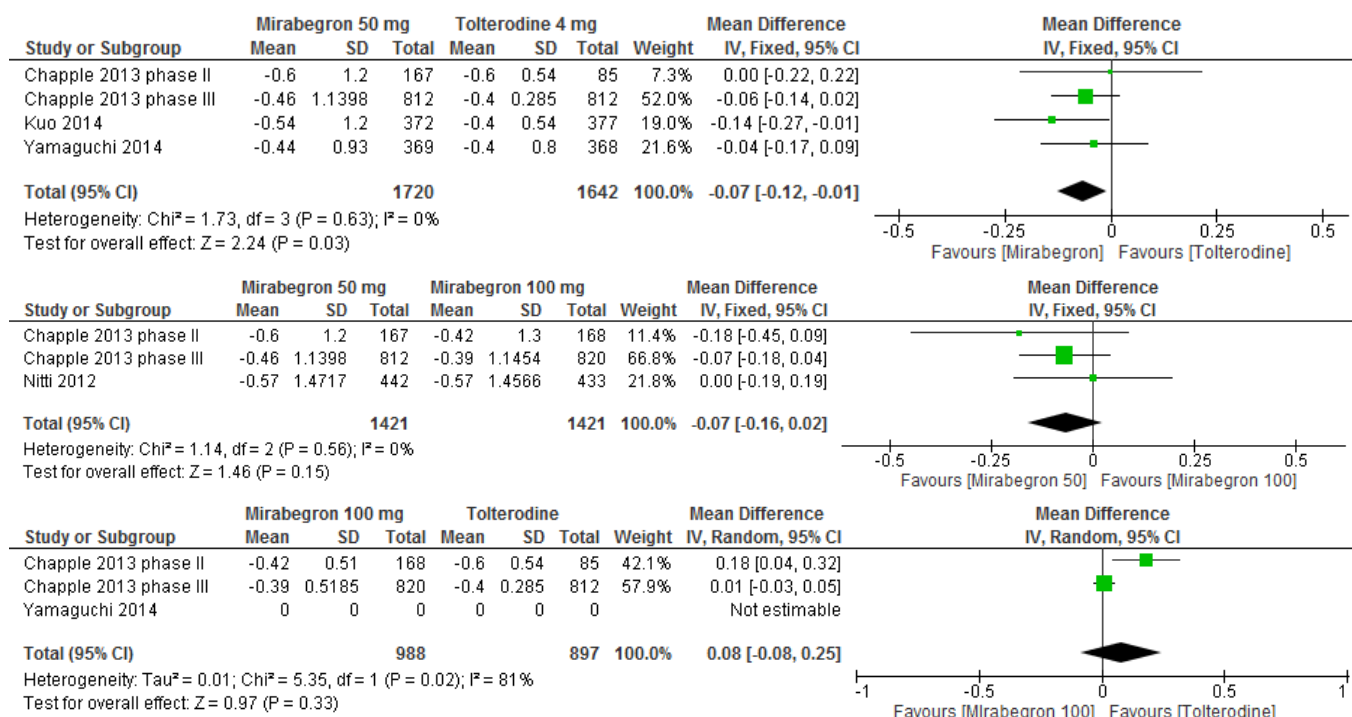 Mirabegron 50 mg Tolterodine 4 mg Mean Difference Mean Difference
Study or Subgroup Mean SD Total Mean SD Total Weight IV, Fixed, 95% CI IV, Fixed, 95% CI
Chapple 2013 phase II -0.6 1.2 167 -0.6 0.54 85 7.3% 0.00 [-0.22, 0.22]
Chapple 2013 phase III -0.46 1.1398 812 -0.4 0.285 812 52.0% -0.06 [-0.14, 0.02]
Kuo 2014 -0.54 1.2 372 -0.4 0.54 377 19.0% -0.14 [-0.27, -0.01]
Yamaguchi 2014 -0.44 0.93 369 -0.4 0.8 368 21.6% -0.04 [-0.17, 0.09]
Total (95% CI) 1720 1642 100.0% -0.07 [-0.12, -0.01]
Heterogeneity: Chi² = 1.73, df = 3 (P = 0.63); I² = 0%
Test for overall effect: Z = 2.24 (P = 0.03)
-0.5 -0.25 0 0.25 0.5
Favours [Mirabegron] Favours [Tolterodine]
Mirabegron 50 mg Mirabegron 100 mg Mean Difference Mean Difference
Study or Subgroup Mean SD Total Mean SD Total Weight IV, Fixed, 95% CI IV, Fixed, 95% CI
Chapple 2013 phase II -0.6 1.2 167 -0.42 1.3 168 11.4% -0.18 [-0.45, 0.09]
Chapple 2013 phase III -0.46 1.1398 812 -0.39 1.1454 820 66.8% -0.07 [-0.18, 0.04]
Nitti 2012 -0.57 1.4717 442 -0.57 1.4566 433 21.8% 0.00 [-0.19, 0.19]
Total (95% CI) 1421 1421 100.0% -0.07 [-0.16, 0.02]
Heterogeneity: Chi² = 1.14, df = 2 (P = 0.56); I² = 0%
Test for overall effect: Z = 1.46 (P = 0.15)
-0.5 -0.25 0 0.25 0.5
Favours [Mirabegron 50] Favours [Mirabegron 100]
Mirabegron 100 mg Tolterodine Mean Difference Mean Difference
Study or Subgroup Mean SD Total Mean SD Total Weight IV, Random, 95% CI IV, Random, 95% CI
Chapple 2013 phase II -0.42 0.51 168 -0.6 0.54 85 42.1% 0.18 [0.04, 0.32]
Chapple 2013 phase III -0.39 0.5185 820 -0.4 0.285 812 57.9% 0.01 [-0.03, 0.05]
Yamaguchi 2014 0 0 0 0 0 0 Not estimable
Total (95% CI) 988 897 100.0% 0.08 [-0.08, 0.25]
Heterogeneity: Tau² = 0.01; Chi² = 5.35, df = 1 (P = 0.02); I² = 81%
Test for overall effect: Z = 0.97 (P = 0.33)
-1 -0.5 0 0.5 1
Favours [Mirabegron 100] Favours [Tolterodine]